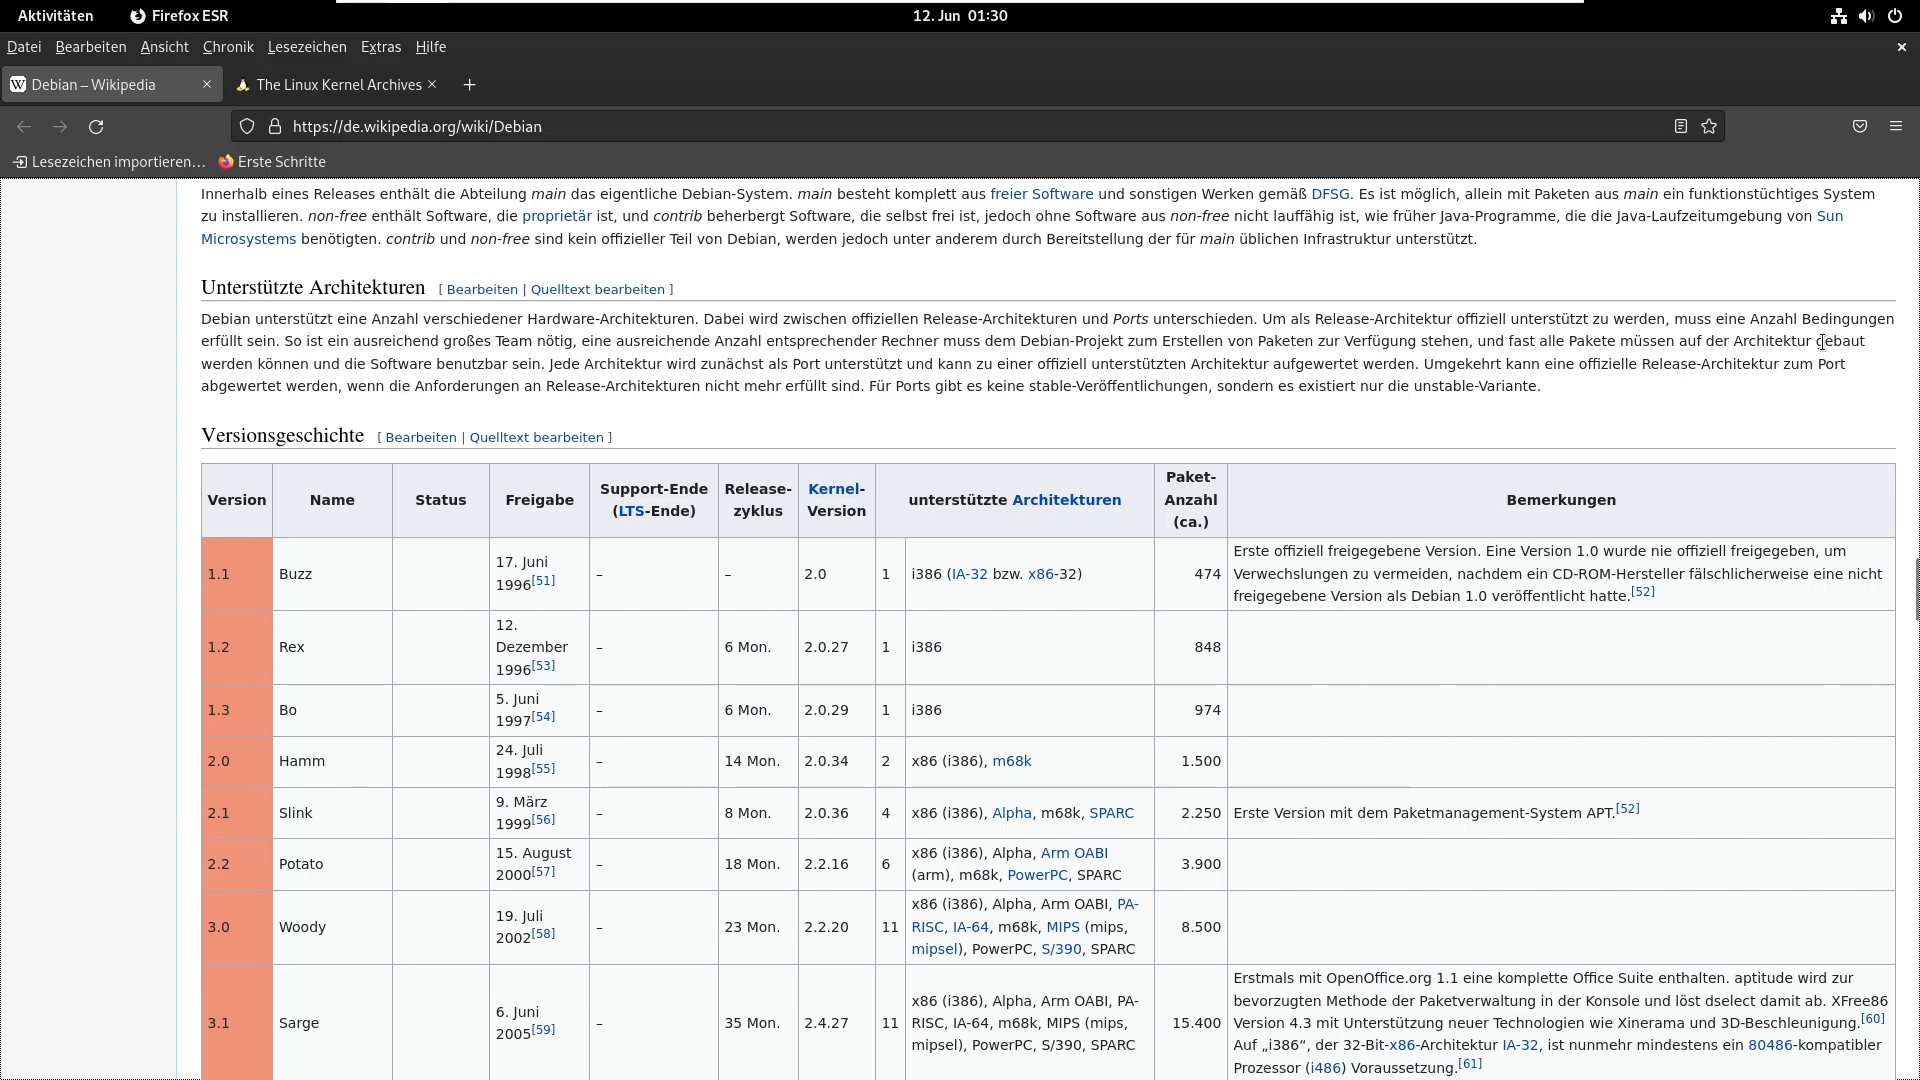 Aktivitäten Firefox ESR 12. Jun 01:30
Datei Bearbeiten Ansicht Chronik Lesezeichen Extras Hilfe
Debian – Wikipedia The Linux Kernel Archives
https://de.wikipedia.org/wiki/Debian
Lesezeichen importieren… Erste Schritte
Innerhalb eines Releases enthält die Abteilung main das eigentliche Debian-System. main besteht komplett aus freier Software und sonstigen Werken gemäß DFSG. Es ist möglich, allein mit Paketen aus main ein funktionstüchtiges System
zu installieren. non-free enthält Software, die proprietär ist, und contrib beherbergt Software, die selbst frei ist, jedoch ohne Software aus non-free nicht lauffähig ist, wie früher Java-Programme, die die Java-Laufzeitumgebung von Sun
Microsystems benötigten. contrib und non-free sind kein offizieller Teil von Debian, werden jedoch unter anderem durch Bereitstellung der für main üblichen Infrastruktur unterstützt.
Unterstützte Architekturen [ Bearbeiten | Quelltext bearbeiten ]
Debian unterstützt eine Anzahl verschiedener Hardware-Architekturen. Dabei wird zwischen offiziellen Release-Architekturen und Ports unterschieden. Um als Release-Architektur offiziell unterstützt zu werden, muss eine Anzahl Bedingungen
erfüllt sein. So ist ein ausreichend großes Team nötig, eine ausreichende Anzahl entsprechender Rechner muss dem Debian-Projekt zum Erstellen von Paketen zur Verfügung stehen, und fast alle Pakete müssen auf der Architektur gebaut
werden können und die Software benutzbar sein. Jede Architektur wird zunächst als Port unterstützt und kann zu einer offiziell unterstützten Architektur aufgewertet werden. Umgekehrt kann eine offizielle Release-Architektur zum Port
abgewertet werden, wenn die Anforderungen an Release-Architekturen nicht mehr erfüllt sind. Für Ports gibt es keine stable-Veröffentlichungen, sondern es existiert nur die unstable-Variante.
Versionsgeschichte [ Bearbeiten | Quelltext bearbeiten ]
Version Name Status Freigabe Support-Ende
(LTS-Ende) Release-
zyklus Kernel-
Version unterstützte Architekturen Paket-
Anzahl
(ca.) Bemerkungen
1.1 Buzz 17. Juni
1996[51] – – 2.0 1 i386 (IA-32 bzw. x86-32) 474 Erste offiziell freigegebene Version. Eine Version 1.0 wurde nie offiziell freigegeben, um
Verwechslungen zu vermeiden, nachdem ein CD-ROM-Hersteller fälschlicherweise eine nicht
freigegebene Version als Debian 1.0 veröffentlicht hatte.[52]
1.2 Rex 12.
Dezember
1996[53] – 6 Mon. 2.0.27 1 i386 848
1.3 Bo 5. Juni
1997[54] – 6 Mon. 2.0.29 1 i386 974
2.0 Hamm 24. Juli
1998[55] – 14 Mon. 2.0.34 2 x86 (i386), m68k 1.500
2.1 Slink 9. März
1999[56] – 8 Mon. 2.0.36 4 x86 (i386), Alpha, m68k, SPARC 2.250 Erste Version mit dem Paketmanagement-System APT.[52]
2.2 Potato 15. August
2000[57] – 18 Mon. 2.2.16 6 x86 (i386), Alpha, Arm OABI
(arm), m68k, PowerPC, SPARC 3.900
3.0 Woody 19. Juli
2002[58] – 23 Mon. 2.2.20 11 x86 (i386), Alpha, Arm OABI, PA-
RISC, IA-64, m68k, MIPS (mips,
mipsel), PowerPC, S/390, SPARC 8.500
3.1 Sarge 6. Juni
2005[59] – 35 Mon. 2.4.27 11 x86 (i386), Alpha, Arm OABI, PA-
RISC, IA-64, m68k, MIPS (mips,
mipsel), PowerPC, S/390, SPARC 15.400 Erstmals mit OpenOffice.org 1.1 eine komplette Office Suite enthalten. aptitude wird zur
bevorzugten Methode der Paketverwaltung in der Konsole und löst dselect damit ab. XFree86
Version 4.3 mit Unterstützung neuer Technologien wie Xinerama und 3D-Beschleunigung.[60]
Auf „i386“, der 32-Bit-x86-Architektur IA-32, ist nunmehr mindestens ein 80486-kompatibler
Prozessor (i486) Voraussetzung.[61]